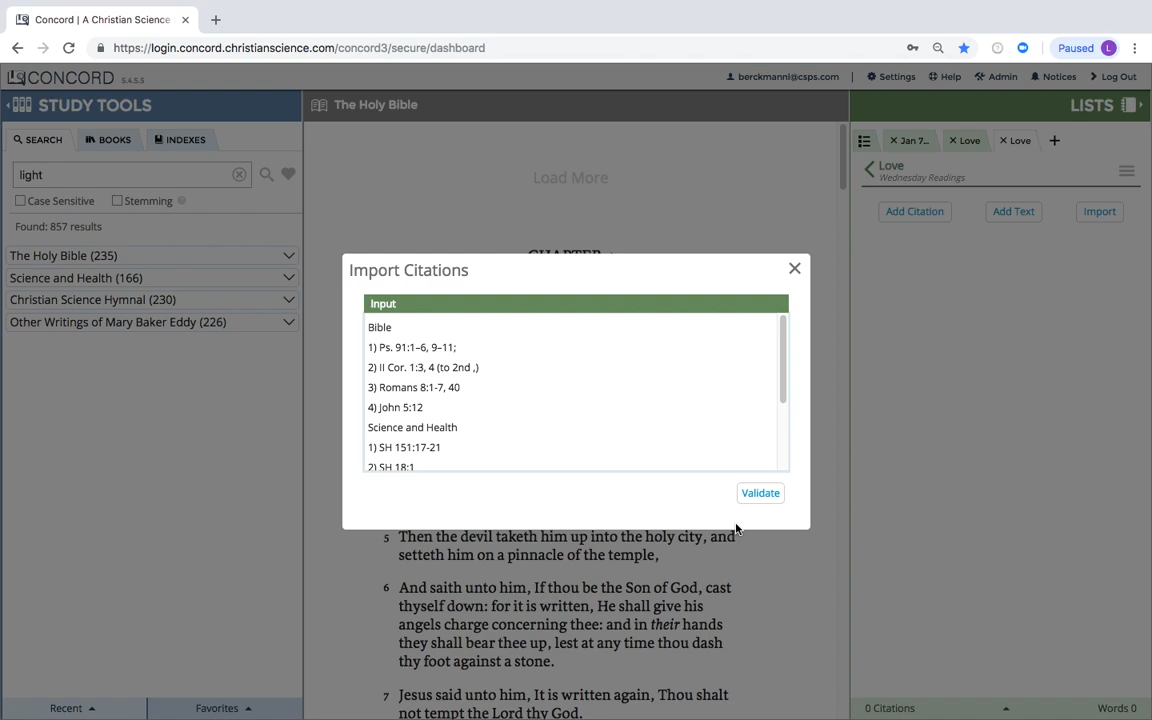 Concord | A Christian Science
https://login.concord.christianscience.com/concord3/secure/dashboard
Paused L
CONCORD 5.4.5.5
berckmannl@csps.com
Settings
Help
Admin
Notices
Log Out
STUDY TOOLS
The Holy Bible
LISTS
SEARCH
BOOKS
INDEXES
Jan 7...
Love
Love
light
Love
Wednesday Readings
Load More
Case Sensitive
Stemming
Add Citation
Add Text
Import
Found: 857 results
The Holy Bible (235)
Science and Health (166)
Christian Science Hymnal (230)
Other Writings of Mary Baker Eddy (226)
Import Citations
Input
Bible
1) Ps. 91:1–6, 9–11;
2) II Cor. 1:3, 4 (to 2nd ,)
3) Romans 8:1-7, 40
4) John 5:12
Science and Health
1) SH 151:17-21
2) SH 18:1
Validate
5 Then the devil taketh him up into the holy city, and
setteth him on a pinnacle of the temple,
6 And saith unto him, If thou be the Son of God, cast
thyself down: for it is written, He shall give his
angels charge concerning thee: and in their hands
they shall bear thee up, lest at any time thou dash
thy foot against a stone.
7 Jesus said unto him, It is written again, Thou shalt
not tempt the Lord thy God.
Recent
Favorites
0 Citations
Words 0